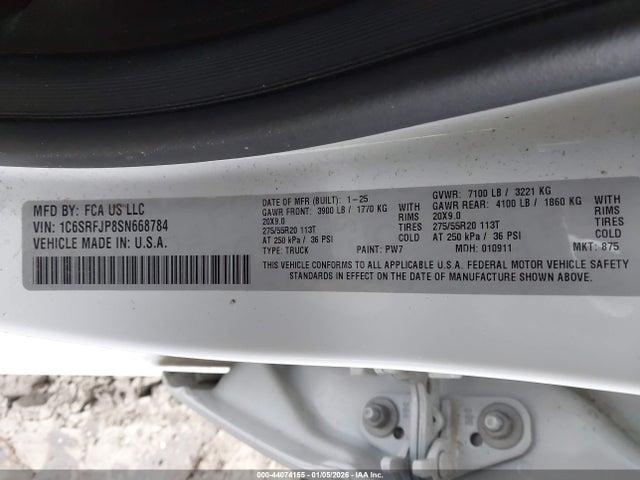 MFD BY: FCA US LLC
VIN: 1C6SRFJP8SN668784
VEHICLE MADE IN U.S.A.
DATE OF MFR (BUILT): 1-25
GAWR FRONT: 3900 LB / 1770 KG WITH
20X9.0 RIMS
275/55R20 113T TIRES
AT 250 kPa / 36 PSI COLD
TYPE: TRUCK PAINT: PW7
GVWR: 7100 LB / 3221 KG
GAWR REAR: 4100 LB / 1860 KG WITH
20X9.0 RIMS
275/55R20 113T TIRES
AT 250 kPa / 36 PSI COLD
MDH: 010911 MKT: 875
THIS VEHICLE CONFORMS TO ALL APPLICABLE U.S.A. FEDERAL MOTOR VEHICLE SAFETY
STANDARDS IN EFFECT ON THE DATE OF MANUFACTURE SHOWN ABOVE.
000-44074155 - 01/05/2026 - IAA Inc.